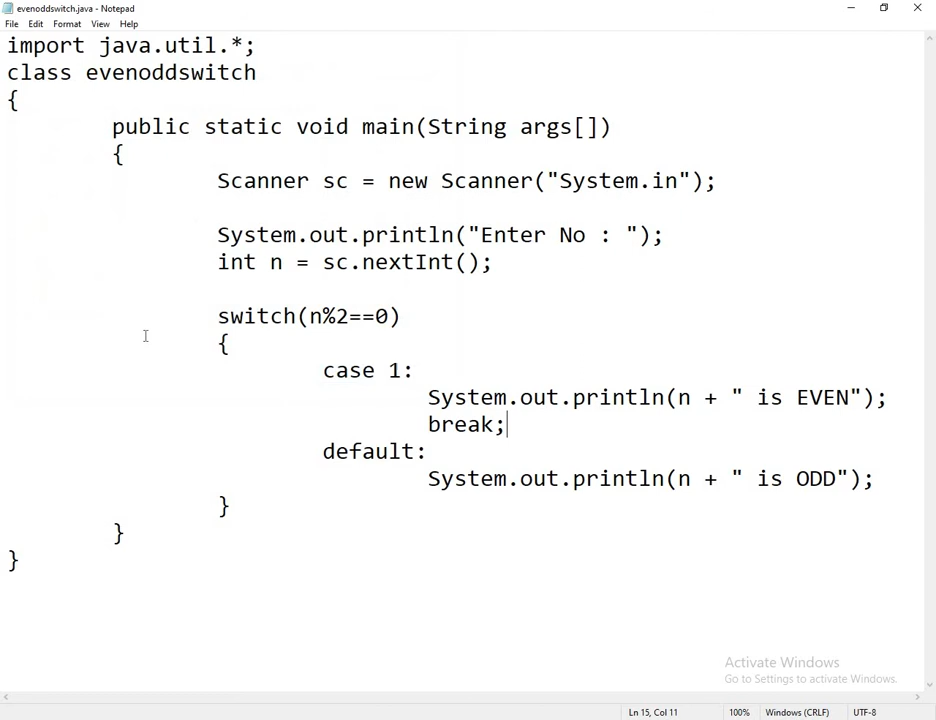 evenoddswitch.java - Notepad
File Edit Format View Help
import java.util.*;
class evenoddswitch
{
public static void main(String args[])
{
Scanner sc = new Scanner("System.in");
System.out.println("Enter No : ");
int n = sc.nextInt();
switch(n%2==0)
{
case 1:
System.out.println(n + " is EVEN");
break;
default:
System.out.println(n + " is ODD");
}
}
}
Activate Windows
Go to Settings to activate Windows.
Ln 15, Col 11 100% Windows (CRLF) UTF-8